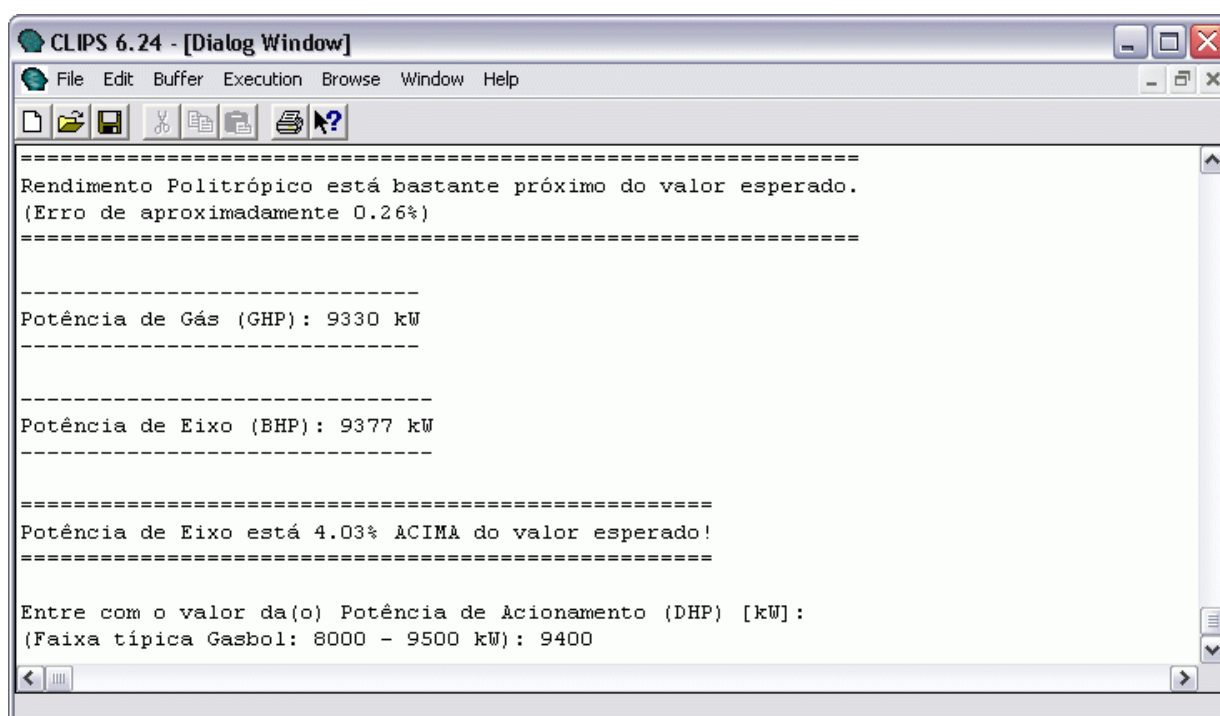 CLIPS 6.24 - [Dialog Window]
File Edit Buffer Execution Browse Window Help
================================================================
Rendimento Politrópico está bastante próximo do valor esperado.
(Erro de aproximadamente 0.26%)
================================================================
------------------------------
Potência de Gás (GHP): 9330 kW
------------------------------
-------------------------------
Potência de Eixo (BHP): 9377 kW
-------------------------------
=====================================================
Potência de Eixo está 4.03% ACIMA do valor esperado!
=====================================================
Entre com o valor da(o) Potência de Acionamento (DHP) [kW]:
(Faixa típica Gasbol: 8000 - 9500 kW): 9400